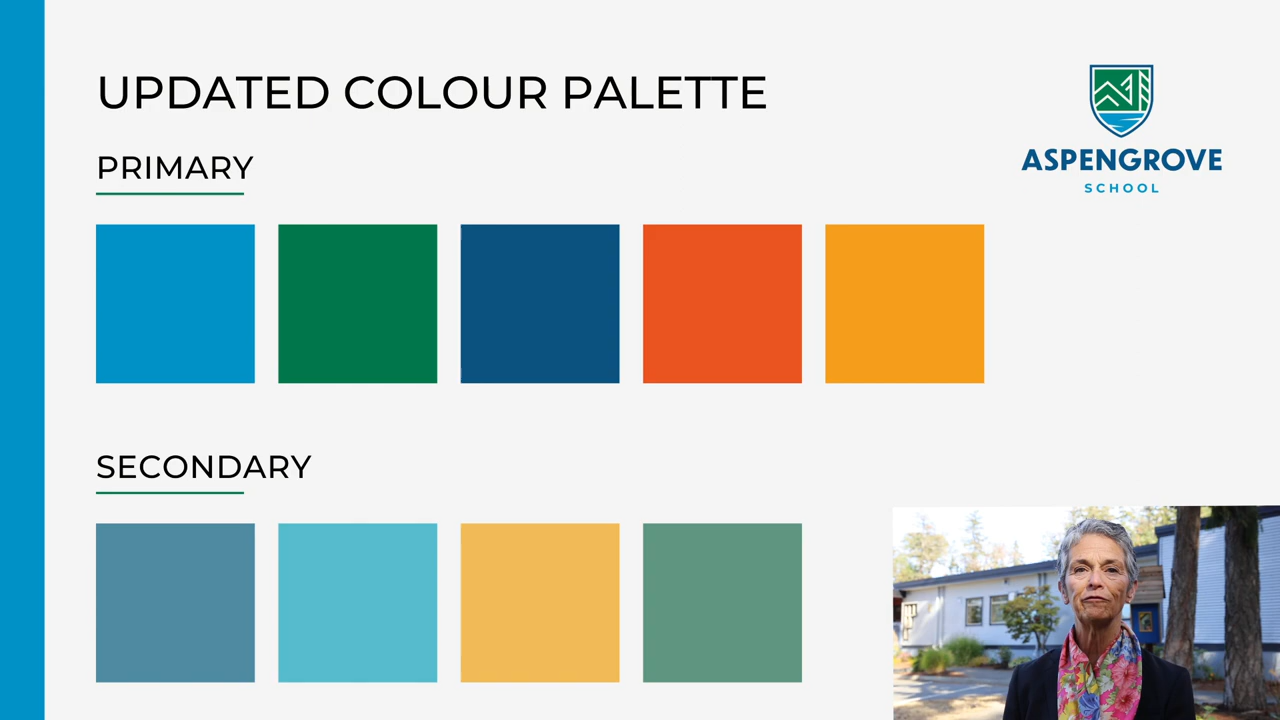 UPDATED COLOUR PALETTE
PRIMARY
ASPENGROVE
SCHOOL
SECONDARY